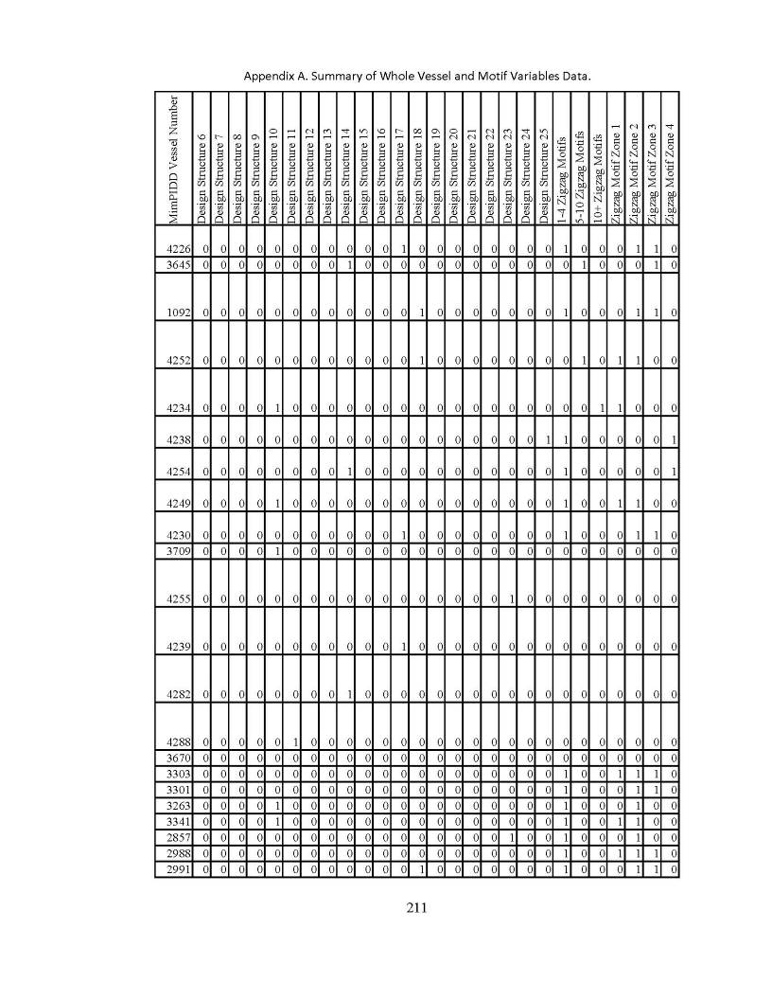 Appendix A. Summary of Whole Vessel and Motif Variables Data.
MimPIDD Vessel Number
Design Structure 6
Design Structure 7
Design Structure 8
Design Structure 9
Design Structure 10
Design Structure 11
Design Structure 12
Design Structure 13
Design Structure 14
Design Structure 15
Design Structure 16
Design Structure 17
Design Structure 18
Design Structure 19
Design Structure 20
Design Structure 21
Design Structure 22
Design Structure 23
Design Structure 24
Design Structure 25
1-4 Zigzag Motifs
5-10 Zigzag Motifs
10+ Zigzag Motifs
Zigzag Motif Zone 1
Zigzag Motif Zone 2
Zigzag Motif Zone 3
Zigzag Motif Zone 4
4226 0 0 0 0 0 0 0 0 0 0 0 1 0 0 0 0 0 0 0 0 1 0 0 0 1 1 0
3645 0 0 0 0 0 0 0 0 1 0 0 0 0 0 0 0 0 0 0 0 0 1 0 0 0 1 0
1092 0 0 0 0 0 0 0 0 0 0 0 0 1 0 0 0 0 0 0 0 1 0 0 0 1 1 0
4252 0 0 0 0 0 0 0 0 0 0 0 0 1 0 0 0 0 0 0 0 0 1 0 1 1 0 0
4234 0 0 0 0 1 0 0 0 0 0 0 0 0 0 0 0 0 0 0 0 0 0 1 1 0 0 0
4238 0 0 0 0 0 0 0 0 0 0 0 0 0 0 0 0 0 0 0 1 1 0 0 0 0 0 1
4254 0 0 0 0 0 0 0 0 1 0 0 0 0 0 0 0 0 0 0 0 1 0 0 0 0 0 1
4249 0 0 0 0 1 0 0 0 0 0 0 0 0 0 0 0 0 0 0 0 1 0 0 1 1 0 0
4230 0 0 0 0 0 0 0 0 0 0 0 1 0 0 0 0 0 0 0 0 1 0 0 0 1 1 0
3709 0 0 0 0 1 0 0 0 0 0 0 0 0 0 0 0 0 0 0 0 0 0 0 0 0 0 0
4255 0 0 0 0 0 0 0 0 0 0 0 0 0 0 0 0 0 1 0 0 0 0 0 0 0 0 0
4239 0 0 0 0 0 0 0 0 0 0 0 1 0 0 0 0 0 0 0 0 0 0 0 0 0 0 0
4282 0 0 0 0 0 0 0 0 1 0 0 0 0 0 0 0 0 0 0 0 0 0 0 0 0 0 0
4288 0 0 0 0 0 1 0 0 0 0 0 0 0 0 0 0 0 0 0 0 0 0 0 0 0 0 0
3670 0 0 0 0 0 0 0 0 0 0 0 0 0 0 0 0 0 0 0 0 0 0 0 0 0 0 0
3303 0 0 0 0 0 0 0 0 0 0 0 0 0 0 0 0 0 0 0 0 1 0 0 1 1 1 0
3301 0 0 0 0 0 0 0 0 0 0 0 0 0 0 0 0 0 0 0 0 1 0 0 0 1 1 0
3263 0 0 0 0 1 0 0 0 0 0 0 0 0 0 0 0 0 0 0 0 1 0 0 0 1 0 0
3341 0 0 0 0 1 0 0 0 0 0 0 0 0 0 0 0 0 0 0 0 1 0 0 1 1 0 0
2857 0 0 0 0 0 0 0 0 0 0 0 0 0 0 0 0 0 1 0 0 1 0 0 0 1 0 0
2988 0 0 0 0 0 0 0 0 0 0 0 0 0 0 0 0 0 0 0 0 1 0 0 1 1 1 0
2991 0 0 0 0 0 0 0 0 0 0 0 0 1 0 0 0 0 0 0 0 1 0 0 0 1 1 0
211